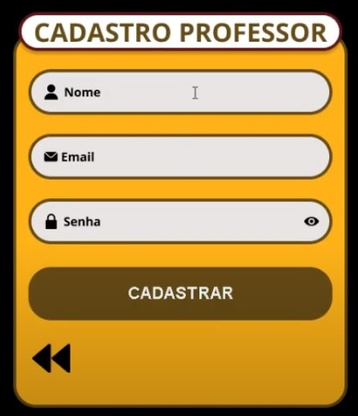 CADASTRO PROFESSOR
Nome
Email
Senha
CADASTRAR